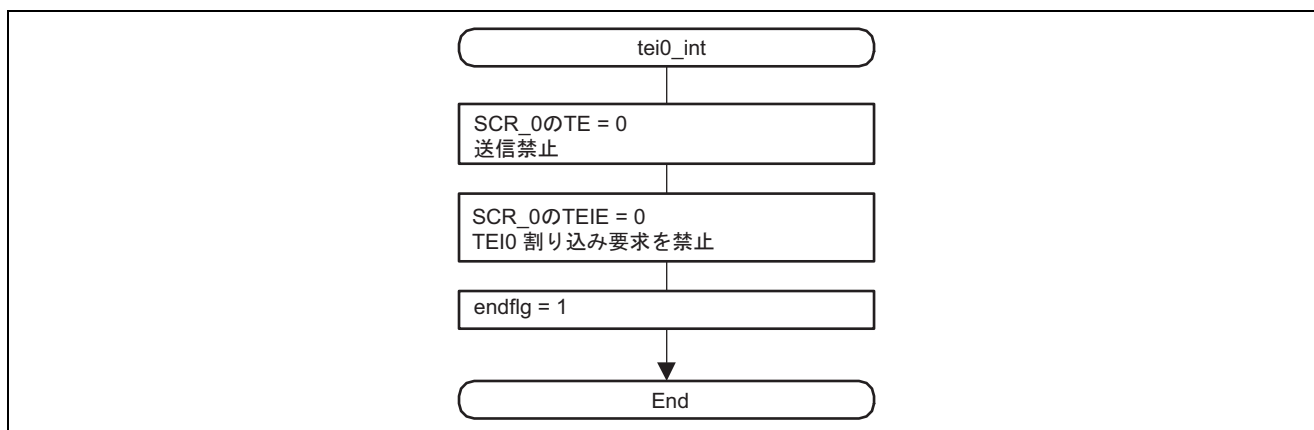 tei0_int
SCR_0のTE = 0
送信禁止
SCR_0のTEIE = 0
TEI0 割り込み要求を禁止
endflg = 1
End